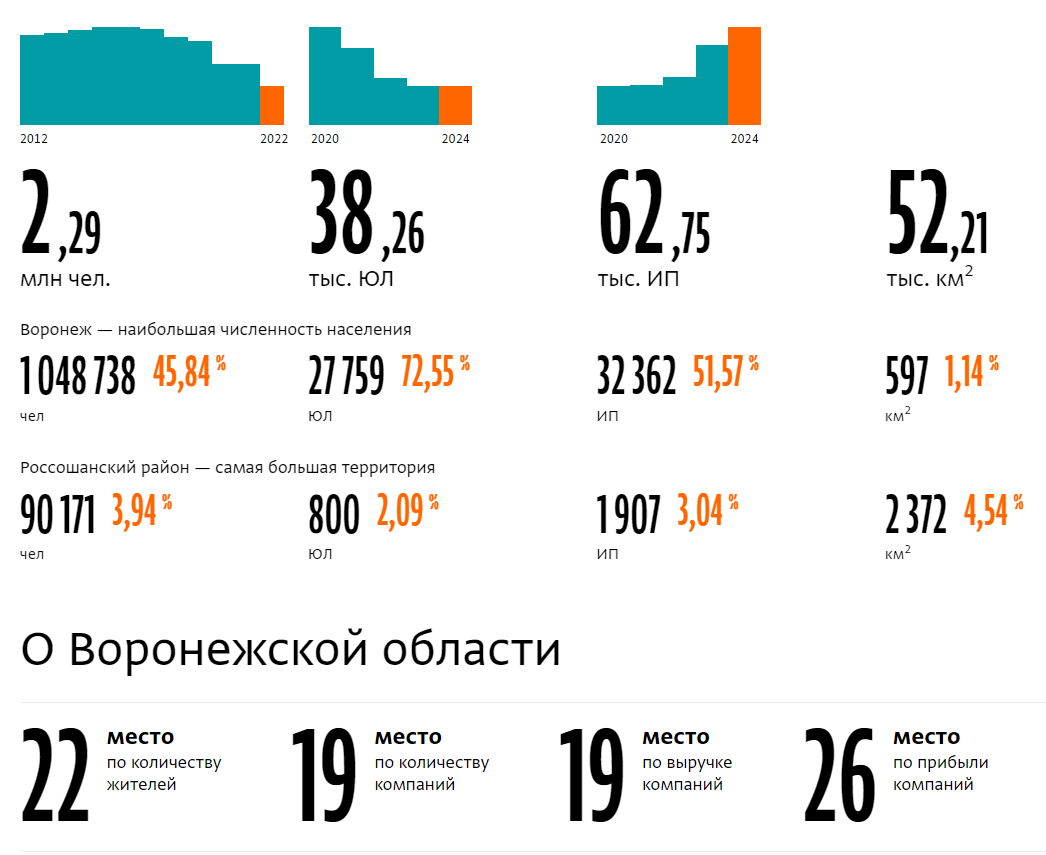 2012 2022 2020 2024 2020 2024
2,29 38,26 62,75 52,21
млн чел. тыс. ЮЛ тыс. ИП тыс. км²
Воронеж — наибольшая численность населения
1 048 738 45,84 % 27 759 72,55 % 32 362 51,57 % 597 1,14 %
чел ЮЛ ИП км²
Россошанский район — самая большая территория
90 171 3,94 % 800 2,09 % 1 907 3,04 % 2 372 4,54 %
чел ЮЛ ИП км²
О Воронежской области
22 место
по количеству
жителей
19 место
по количеству
компаний
19 место
по выручке
компаний
26 место
по прибыли
компаний